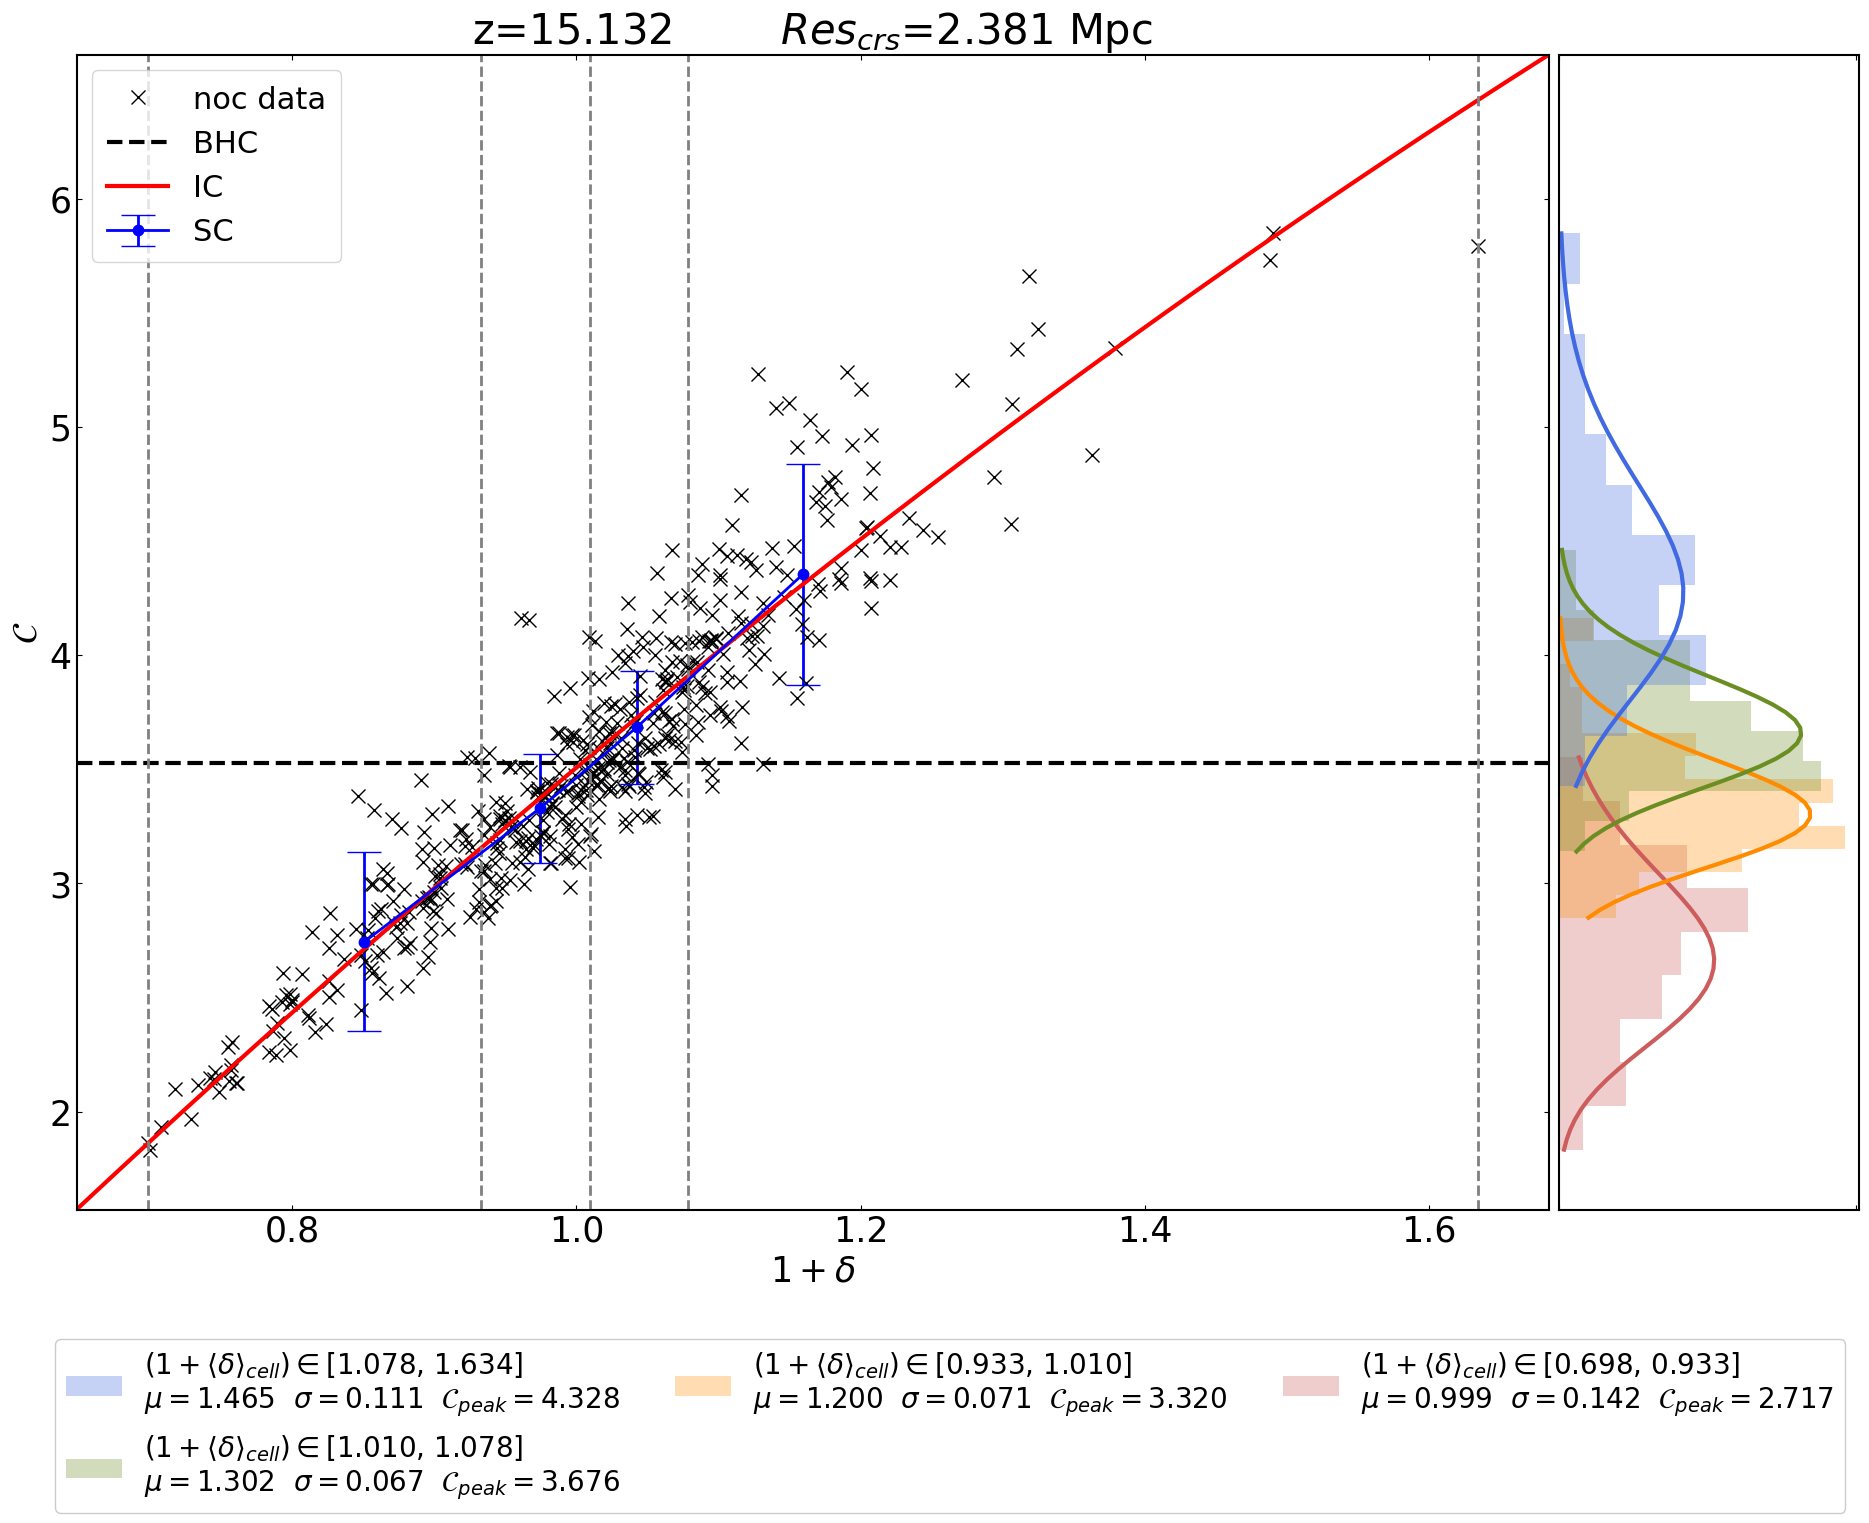 z=15.132 Res_crs=2.381 Mpc
noc data
BHC
IC
SC
𝒞
6
5
4
3
2
0.8 1.0 1.2 1.4 1.6
1 + δ
(1 + ⟨δ⟩_cell) ∈ [1.078, 1.634]
μ = 1.465 σ = 0.111 𝒞_peak = 4.328
(1 + ⟨δ⟩_cell) ∈ [1.010, 1.078]
μ = 1.302 σ = 0.067 𝒞_peak = 3.676
(1 + ⟨δ⟩_cell) ∈ [0.933, 1.010]
μ = 1.200 σ = 0.071 𝒞_peak = 3.320
(1 + ⟨δ⟩_cell) ∈ [0.698, 0.933]
μ = 0.999 σ = 0.142 𝒞_peak = 2.717